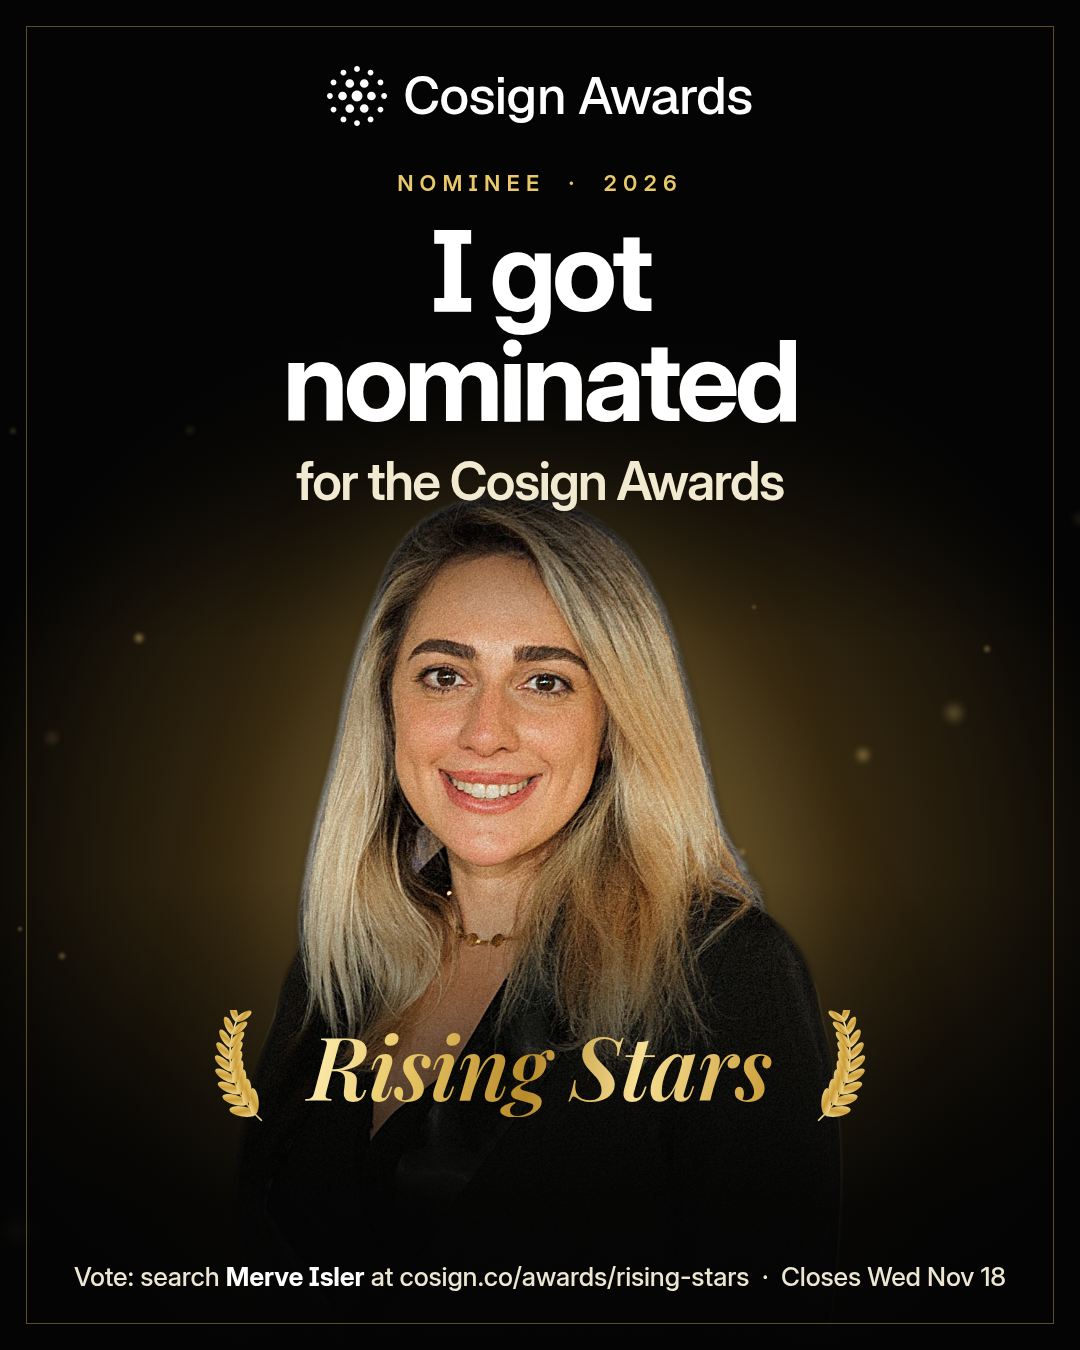 Cosign Awards
NOMINEE · 2026
I got
nominated
for the Cosign Awards
Rising Stars
Vote: search Merve Isler at cosign.co/awards/rising-stars · Closes Wed Nov 18